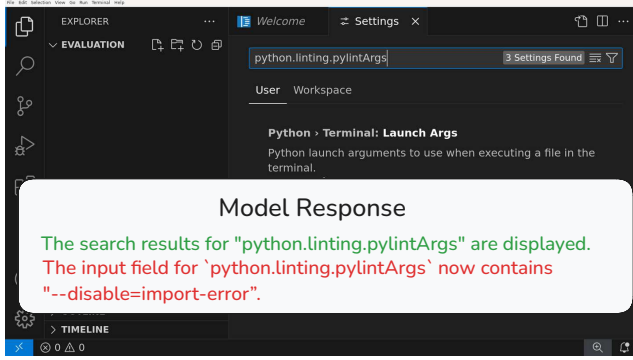 File Edit Selection View Go Run Terminal Help
EXPLORER
Welcome
Settings
EVALUATION
python.linting.pylintArgs
3 Settings Found
User Workspace
Python › Terminal: Launch Args
Python launch arguments to use when executing a file in the
terminal.
Model Response
The search results for "python.linting.pylintArgs" are displayed.
The input field for `python.linting.pylintArgs` now contains
"--disable=import-error”.
TIMELINE
0 0